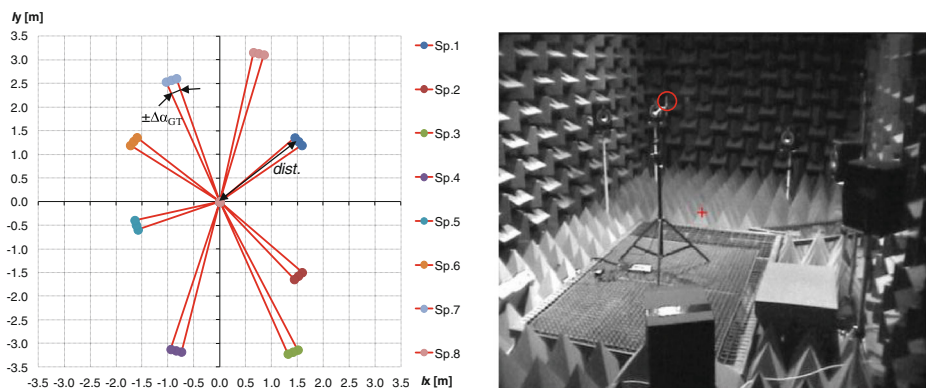 ly [m]
3.5
3.0
2.5
2.0
1.5
1.0
0.5
0.0
-0.5
-1.0
-1.5
-2.0
-2.5
-3.0
-3.5
-3.5 -3.0 -2.5 -2.0 -1.5 -1.0 -0.5 0.0 0.5 1.0 1.5 2.0 2.5 3.0 3.5
lx [m]
±Δα_GT
dist.
Sp.1
Sp.2
Sp.3
Sp.4
Sp.5
Sp.6
Sp.7
Sp.8